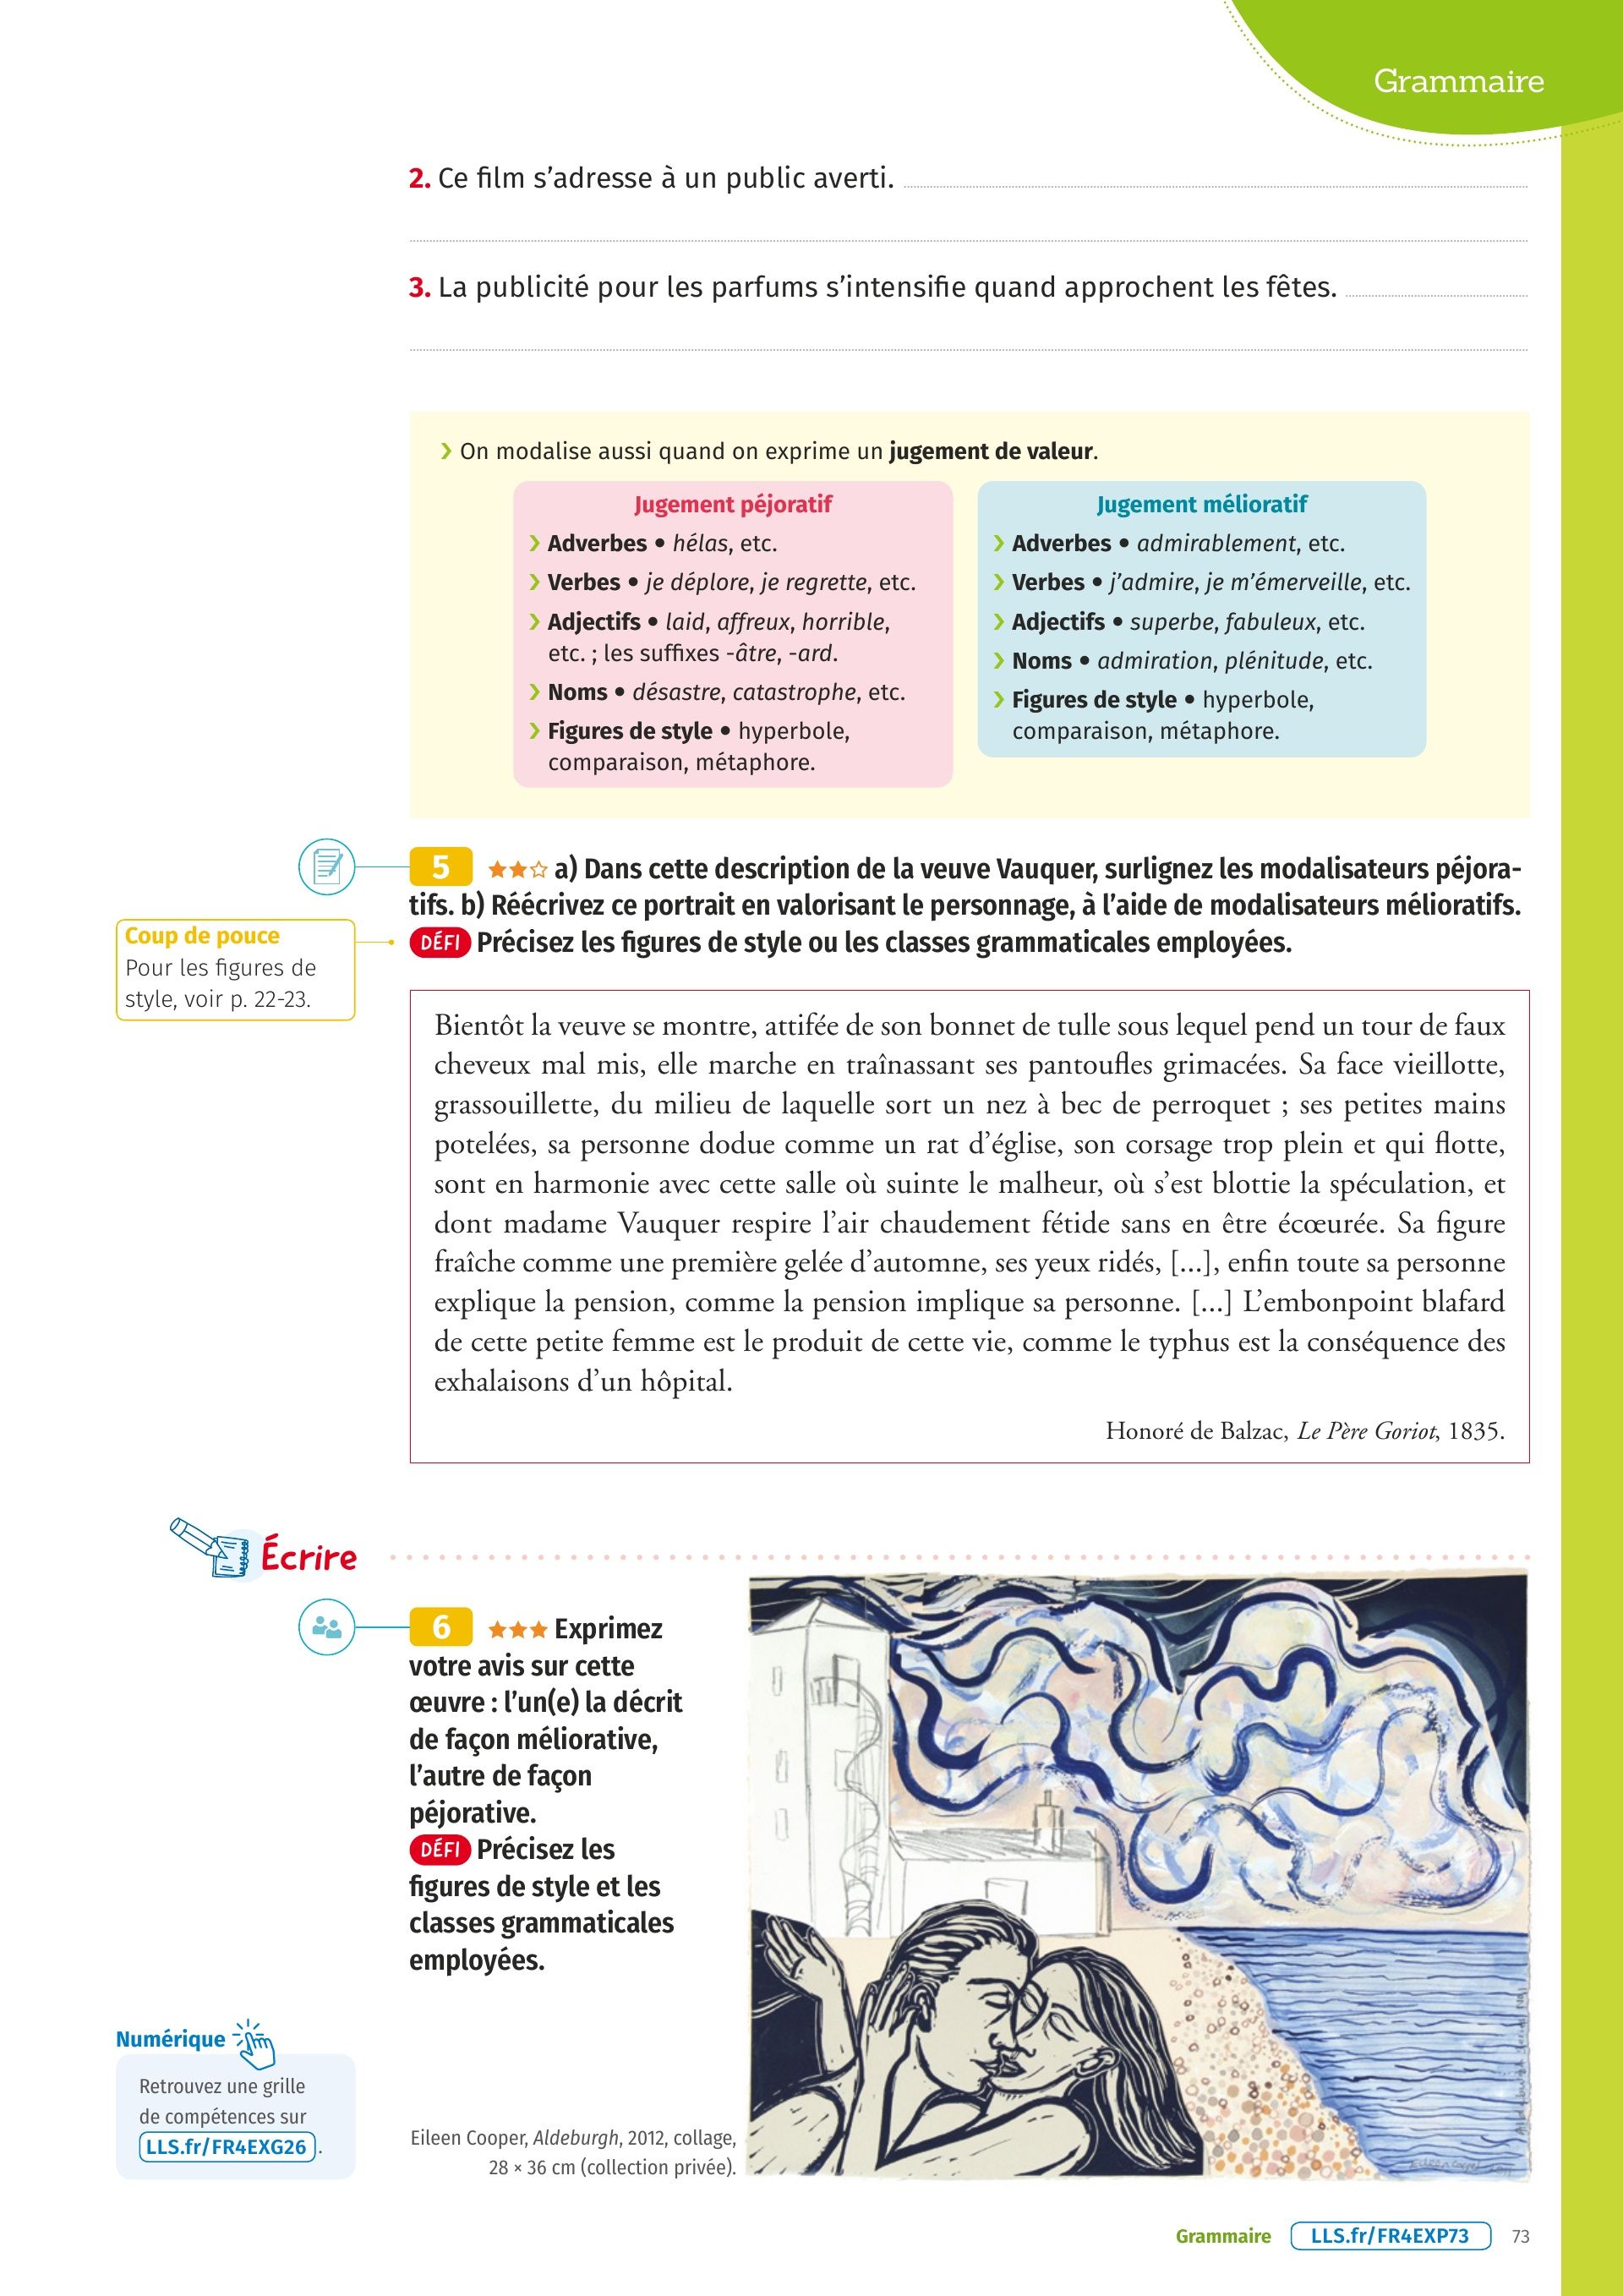 Grammaire
2. Ce film s’adresse à un public averti.
3. La publicité pour les parfums s’intensifie quand approchent les fêtes.
› On modalise aussi quand on exprime un jugement de valeur.
Jugement péjoratif
› Adverbes • hélas, etc.
› Verbes • je déplore, je regrette, etc.
› Adjectifs • laid, affreux, horrible,
etc. ; les suffixes -âtre, -ard.
› Noms • désastre, catastrophe, etc.
› Figures de style • hyperbole,
comparaison, métaphore.
Jugement mélioratif
› Adverbes • admirablement, etc.
› Verbes • j’admire, je m’émerveille, etc.
› Adjectifs • superbe, fabuleux, etc.
› Noms • admiration, plénitude, etc.
› Figures de style • hyperbole,
comparaison, métaphore.
5 ★★☆ a) Dans cette description de la veuve Vauquer, surlignez les modalisateurs péjora-
tifs. b) Réécrivez ce portrait en valorisant le personnage, à l’aide de modalisateurs mélioratifs.
DÉFI Précisez les figures de style ou les classes grammaticales employées.
Coup de pouce
Pour les figures de
style, voir p. 22-23.
Bientôt la veuve se montre, attifée de son bonnet de tulle sous lequel pend un tour de faux
cheveux mal mis, elle marche en traînassant ses pantoufles grimacées. Sa face vieillotte,
grassouillette, du milieu de laquelle sort un nez à bec de perroquet ; ses petites mains
potelées, sa personne dodue comme un rat d’église, son corsage trop plein et qui flotte,
sont en harmonie avec cette salle où suinte le malheur, où s’est blottie la spéculation, et
dont madame Vauquer respire l’air chaudement fétide sans en être écœurée. Sa figure
fraîche comme une première gelée d’automne, ses yeux ridés, [...], enfin toute sa personne
explique la pension, comme la pension implique sa personne. [...] L’embonpoint blafard
de cette petite femme est le produit de cette vie, comme le typhus est la conséquence des
exhalaisons d’un hôpital.
Honoré de Balzac, Le Père Goriot, 1835.
Écrire
6 ★★★ Exprimez
votre avis sur cette
œuvre : l’un(e) la décrit
de façon méliorative,
l’autre de façon
péjorative.
DÉFI Précisez les
figures de style et les
classes grammaticales
employées.
Numérique
Retrouvez une grille
de compétences sur
LLS.fr/FR4EXG26.
Eileen Cooper, Aldeburgh, 2012, collage,
28 × 36 cm (collection privée).
Grammaire LLS.fr/FR4EXP73 73